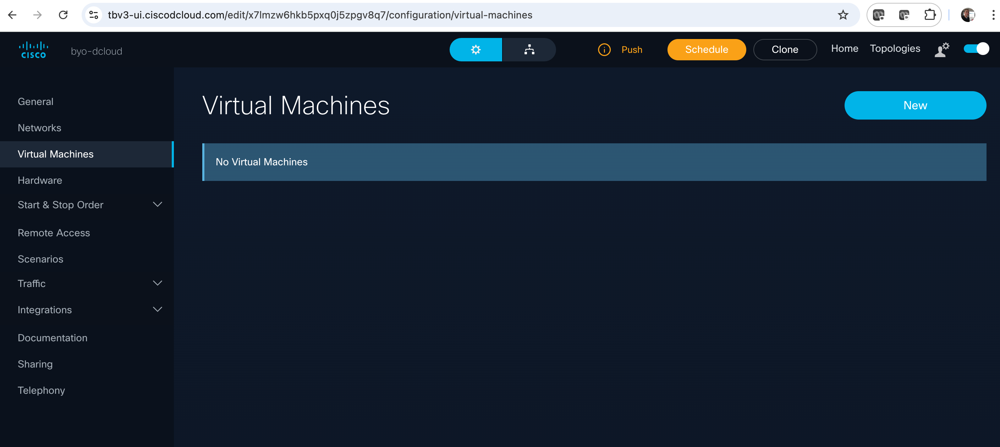 tbv3-ui.ciscodcloud.com/edit/x7lmzw6hkb5pxq0j5zpgv8q7/configuration/virtual-machines
CISCO
byo-dcloud
Push
Schedule
Clone
Home
Topologies
General
Networks
Virtual Machines
Hardware
Start & Stop Order
Remote Access
Scenarios
Traffic
Integrations
Documentation
Sharing
Telephony
Virtual Machines
New
No Virtual Machines